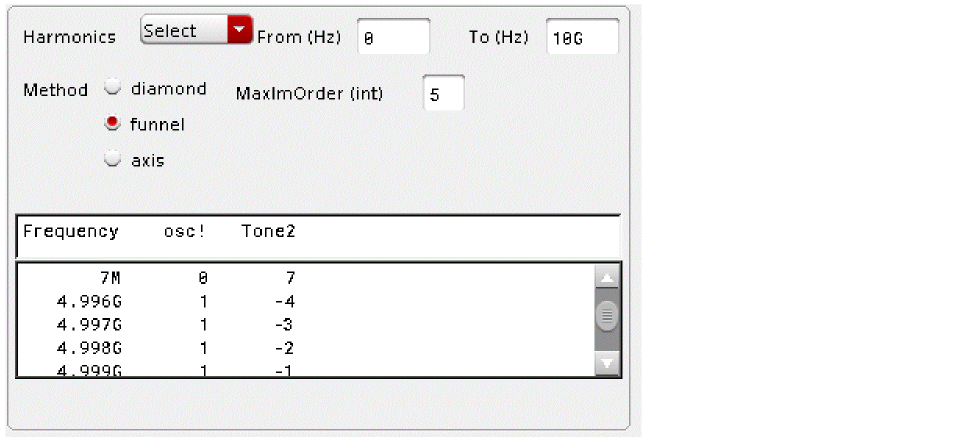 Harmonics Select From (Hz) 0 To (Hz) 10G
Method diamond MaxImOrder (int) 5
funnel
axis
Frequency osc! Tone2
7M 0 7
4.996G 1 -4
4.997G 1 -3
4.998G 1 -2
4.999G 1 -1